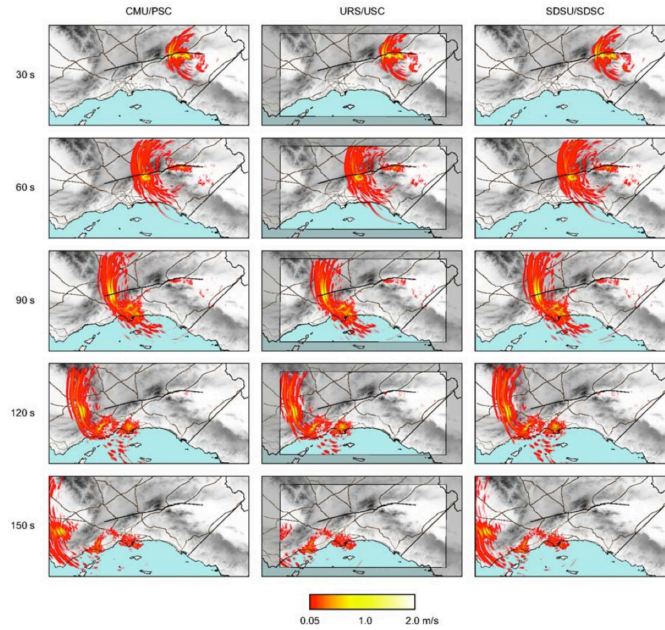 CMU/PSC URS/USC SDSU/SDSC
30 s
60 s
90 s
120 s
150 s
0.05 1.0 2.0 m/s